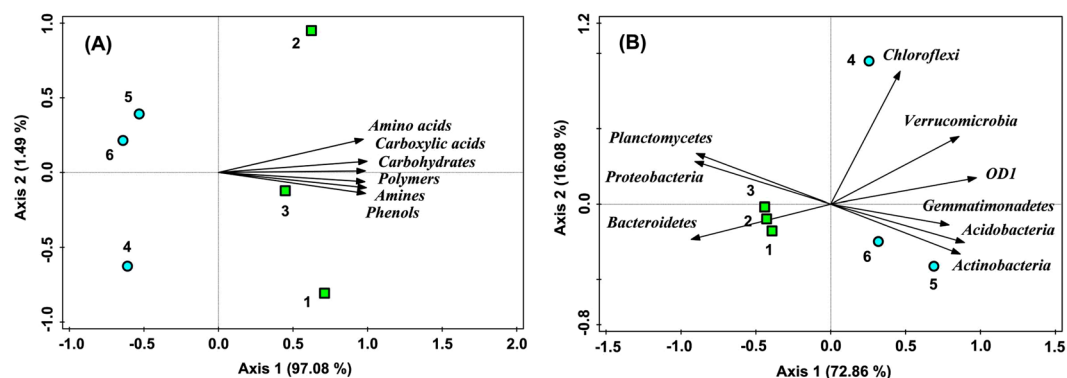 (A)
Axis 2 (1.49 %)
1.0
0.5
0.0
-0.5
-1.0
2
5
6
3
4
1
Amino acids
Carboxylic acids
Carbohydrates
Polymers
Amines
Phenols
-1.0 -0.5 0.0 0.5 1.0 1.5 2.0
Axis 1 (97.08 %)
(B)
Axis 2 (16.08 %)
1.2
0.0
-0.8
4
Chloroflexi
Verrucomicrobia
Planctomycetes
Proteobacteria
OD1
3
Gemmatimonadetes
Bacteroidetes
2
Acidobacteria
1
6
Actinobacteria
5
-1.5 -1.0 -0.5 0.0 0.5 1.0 1.5
Axis 1 (72.86 %)